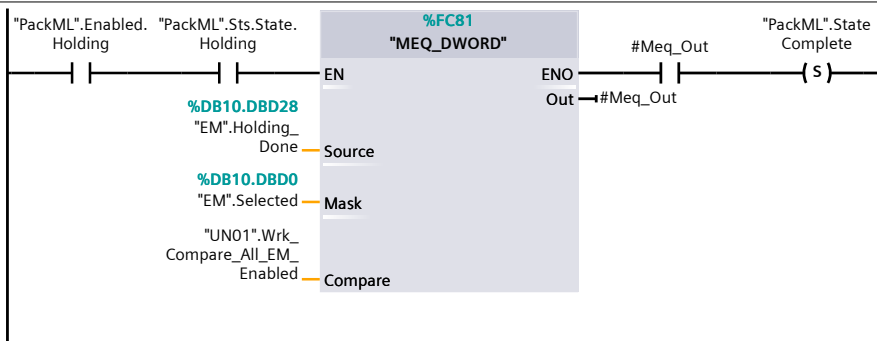 "PackML".Enabled.
Holding
"PackML".Sts.State.
Holding
%FC81
"MEQ_DWORD"
EN
ENO
Out
#Meq_Out
#Meq_Out
"PackML".State
Complete
S
%DB10.DBD28
"EM".Holding_
Done
Source
%DB10.DBD0
"EM".Selected
Mask
"UN01".Wrk_
Compare_All_EM_
Enabled
Compare